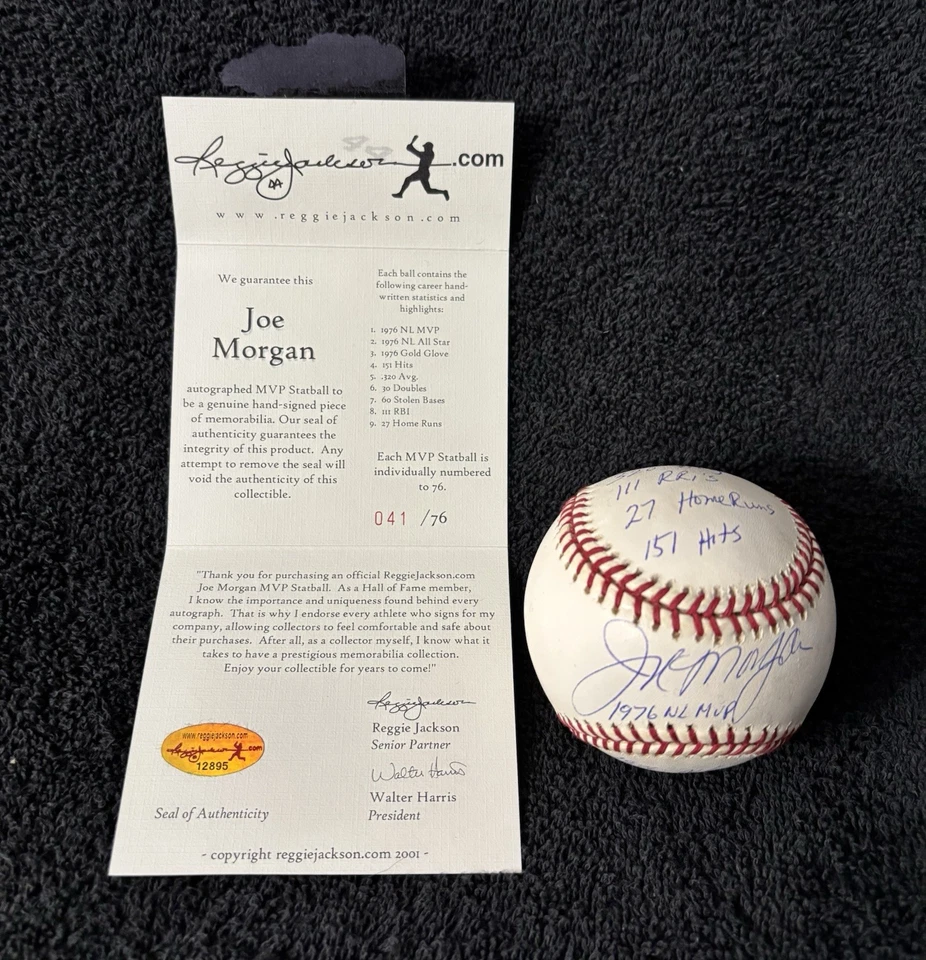 ReggieJackson.com
www.reggiejackson.com
We guarantee this
Joe
Morgan
autographed MVP Statball to
be a genuine hand-signed piece
of memorabilia. Our seal of
authenticity guarantees the
integrity of this product. Any
attempt to remove the seal will
void the authenticity of this
collectible.
Each ball contains the
following career hand-
written statistics and
highlights:
1. 1976 NL MVP
2. 1976 NL All Star
3. 1976 Gold Glove
4. 151 Hits
5. .320 Avg.
6. 30 Doubles
7. 60 Stolen Bases
8. 111 RBI
9. 27 Home Runs
Each MVP Statball is
individually numbered
to 76.
041 /76
"Thank you for purchasing an official ReggieJackson.com
Joe Morgan MVP Statball. As a Hall of Fame member,
I know the importance and uniqueness found behind every
autograph. That is why I endorse every athlete who signs for my
company, allowing collectors to feel comfortable and safe about
their purchases. After all, as a collector myself, I know what it
takes to have a prestigious memorabilia collection.
Enjoy your collectible for years to come!"
Reggie Jackson
Reggie Jackson
Senior Partner
Walter Harris
Walter Harris
President
www.reggiejackson.com
ReggieJackson.com
12895
Seal of Authenticity
- copyright reggiejackson.com 2001 -
111 RBI's
27 Home Runs
151 Hits
Joe Morgan
1976 NL MVP